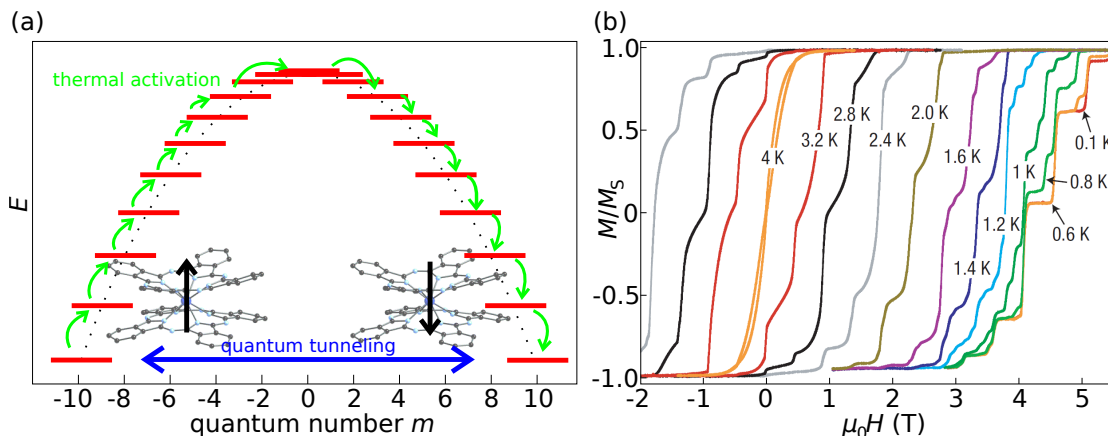 (a)
thermal activation
E
quantum tunneling
-10 -8 -6 -4 -2 0 2 4 6 8 10
quantum number m
(b)
1.0
0.5
0
-0.5
-1.0
M/Ms
4 K
3.2 K
2.8 K
2.4 K
2.0 K
1.6 K
1.4 K
1.2 K
1 K
0.1 K
0.8 K
0.6 K
-2 -1 0 1 2 3 4 5
μ₀H (T)